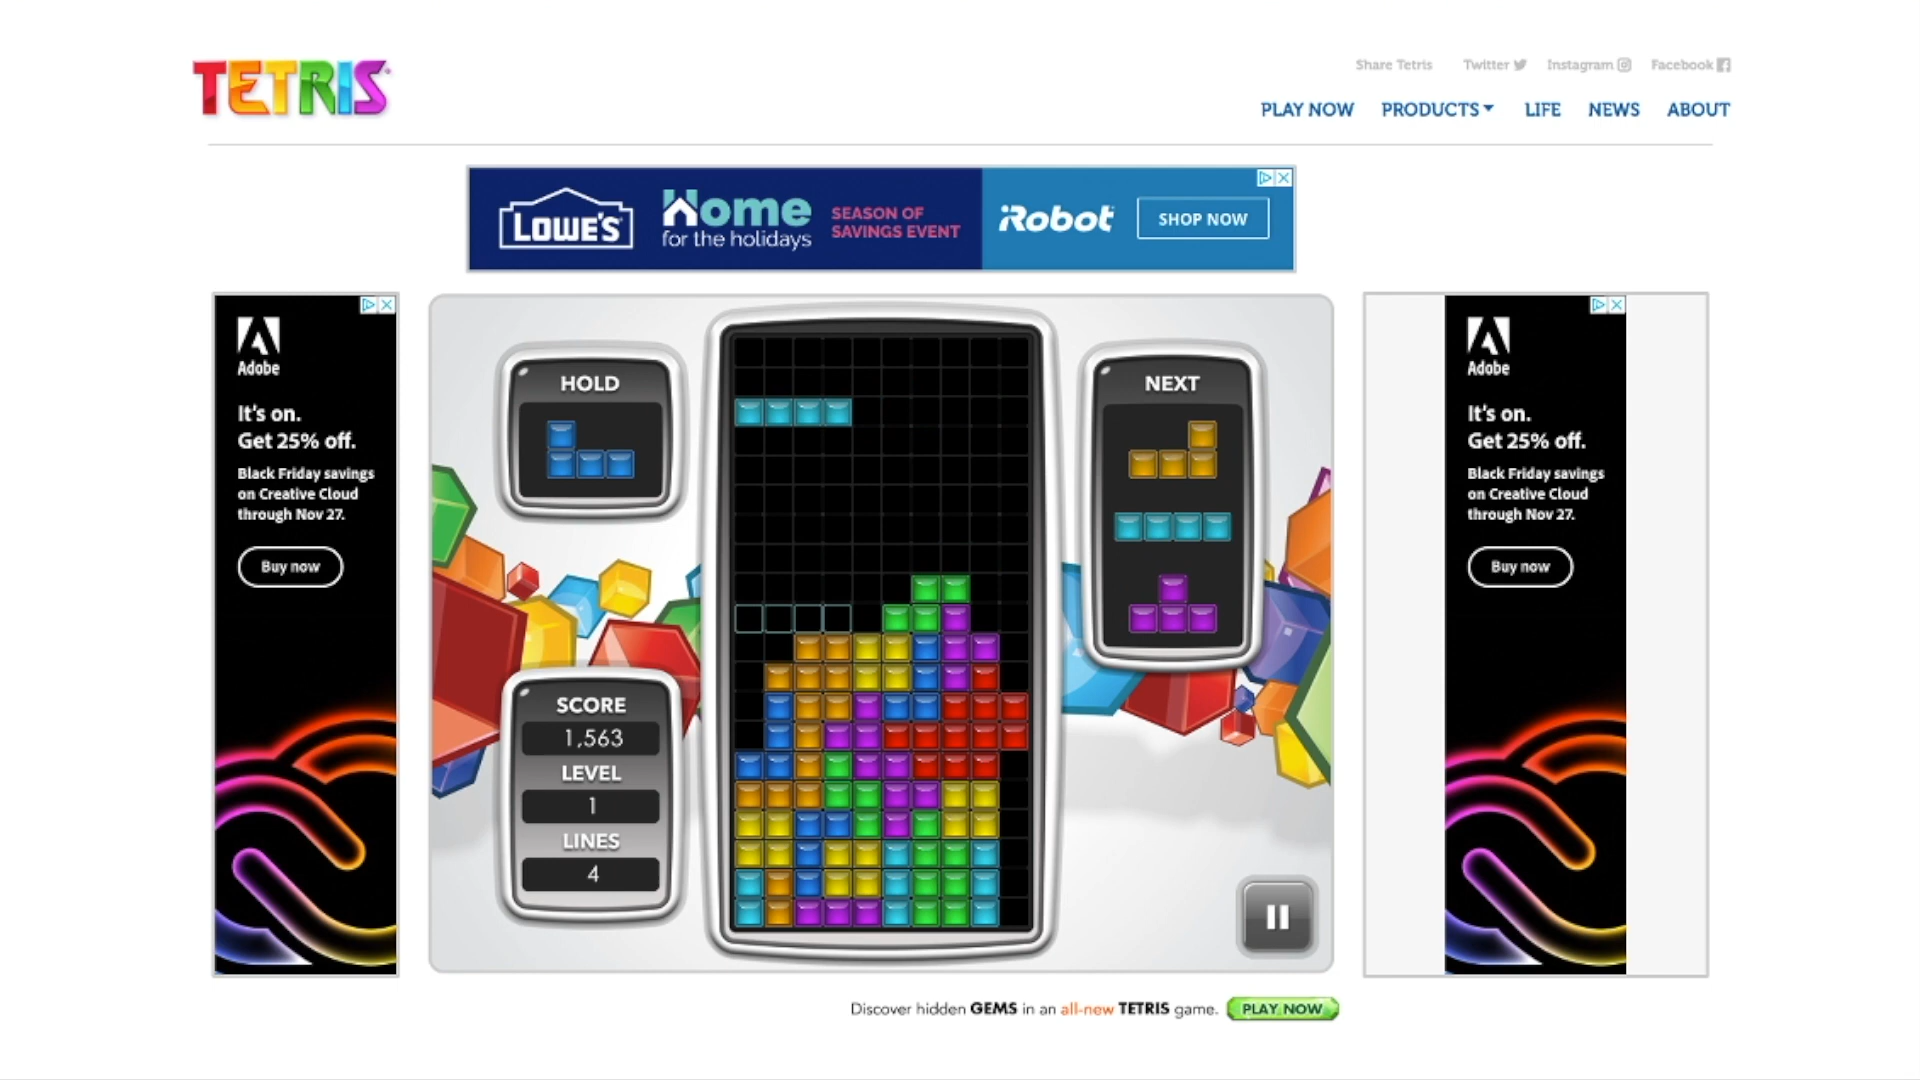 TETRIS
Share Tetris Twitter Instagram Facebook
PLAY NOW PRODUCTS LIFE NEWS ABOUT
LOWE'S
Home
for the holidays
SEASON OF
SAVINGS EVENT
iRobot
SHOP NOW
Adobe
It's on.
Get 25% off.
Black Friday savings
on Creative Cloud
through Nov 27.
Buy now
HOLD
SCORE
1,563
LEVEL
1
LINES
4
NEXT
Adobe
It's on.
Get 25% off.
Black Friday savings
on Creative Cloud
through Nov 27.
Buy now
Discover hidden GEMS in an all-new TETRIS game. PLAY NOW